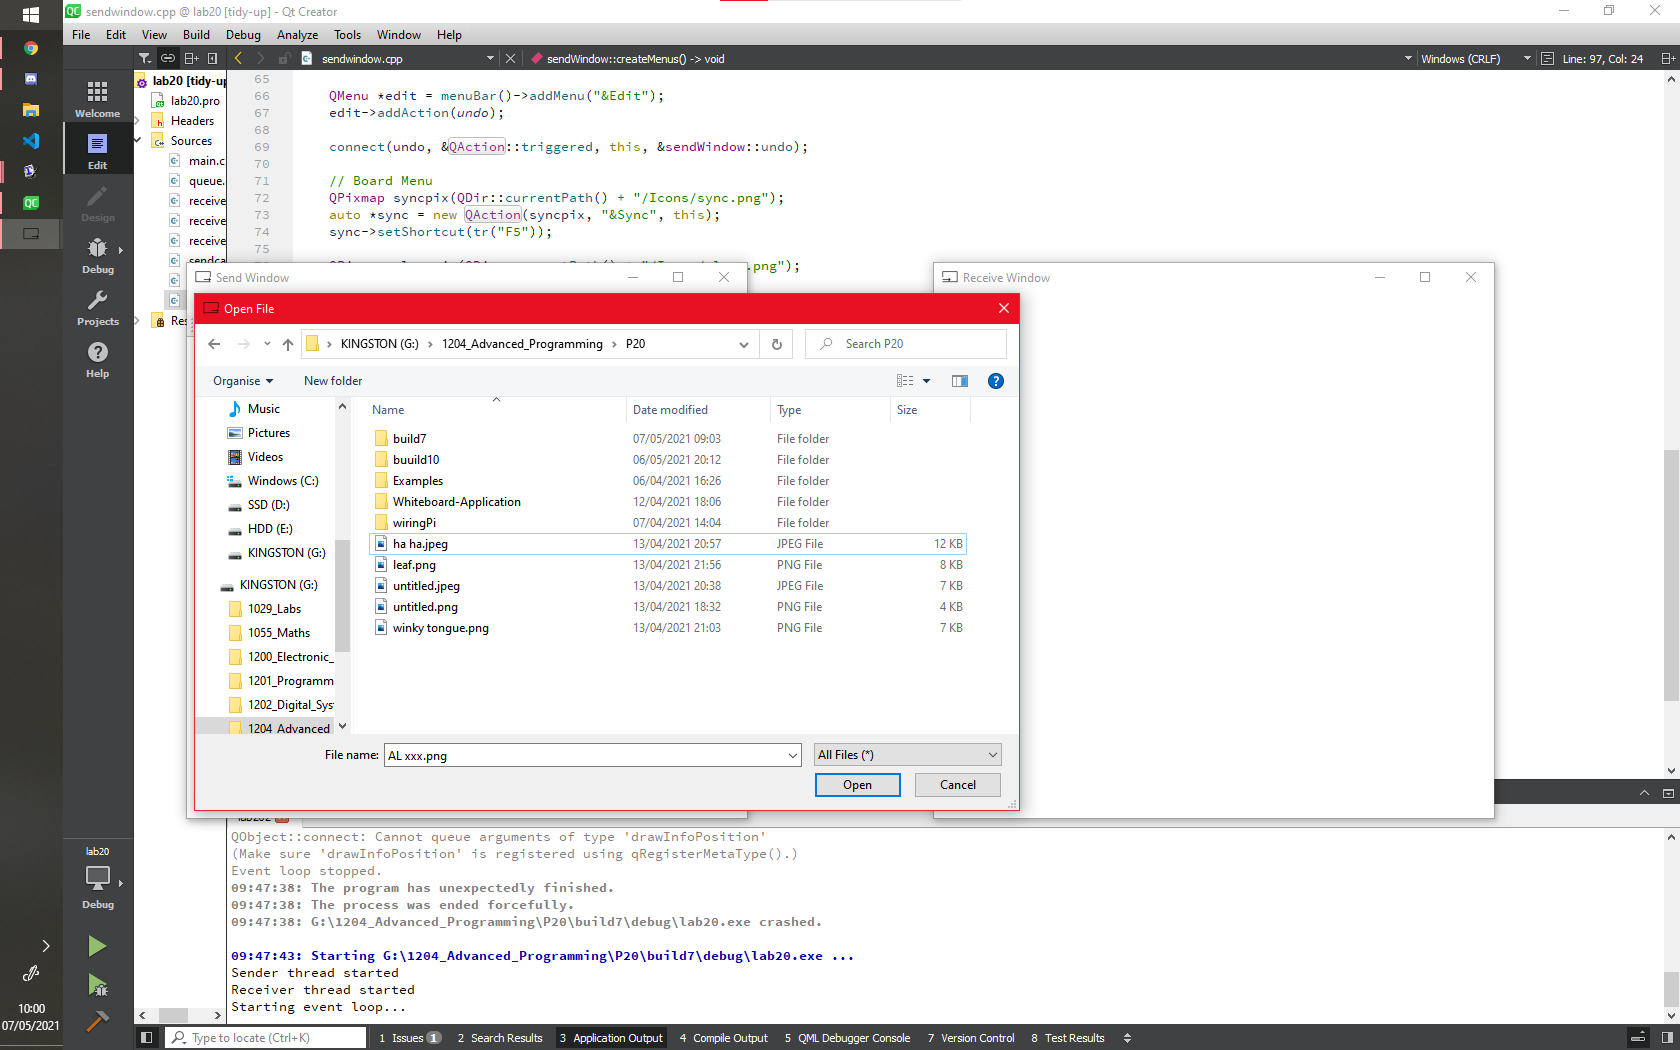 sendwindow.cpp @ lab20 [tidy-up] - Qt Creator
File Edit View Build Debug Analyze Tools Window Help
sendwindow.cpp
sendWindow::createMenus() -> void
Windows (CRLF)
Line: 97, Col: 24
Welcome
Edit
Design
Debug
Projects
Help
lab20 [tidy-up
lab20.pro
Headers
Sources
main.c
queue.
receive
receive
receive
sendca
Res
65
66 QMenu *edit = menuBar()->addMenu("&Edit");
67 edit->addAction(undo);
68
69 connect(undo, &QAction::triggered, this, &sendWindow::undo);
70
71 // Board Menu
72 QPixmap syncpix(QDir::currentPath() + "/Icons/sync.png");
73 auto *sync = new QAction(syncpix, "&Sync", this);
74 sync->setShortcut(tr("F5"));
75
.png");
Send Window
Receive Window
Open File
KINGSTON (G:) > 1204_Advanced_Programming > P20
Search P20
Organise
New folder
Music
Pictures
Videos
Windows (C:)
SSD (D:)
HDD (E:)
KINGSTON (G:)
KINGSTON (G:)
1029_Labs
1055_Maths
1200_Electronic_
1201_Programm
1202_Digital_Sys
1204 Advanced
Name Date modified Type Size
build7 07/05/2021 09:03 File folder
buuild10 06/05/2021 20:12 File folder
Examples 06/04/2021 16:26 File folder
Whiteboard-Application 12/04/2021 18:06 File folder
wiringPi 07/04/2021 14:04 File folder
ha ha.jpeg 13/04/2021 20:57 JPEG File 12 KB
leaf.png 13/04/2021 21:56 PNG File 8 KB
untitled.jpeg 13/04/2021 20:38 JPEG File 7 KB
untitled.png 13/04/2021 18:32 PNG File 4 KB
winky tongue.png 13/04/2021 21:03 PNG File 7 KB
File name: AL xxx.png
All Files (*)
Open
Cancel
QObject::connect: Cannot queue arguments of type 'drawInfoPosition'
(Make sure 'drawInfoPosition' is registered using qRegisterMetaType().)
Event loop stopped.
09:47:38: The program has unexpectedly finished.
09:47:38: The process was ended forcefully.
09:47:38: G:\1204_Advanced_Programming\P20\build7\debug\lab20.exe crashed.
09:47:43: Starting G:\1204_Advanced_Programming\P20\build7\debug\lab20.exe ...
Sender thread started
Receiver thread started
Starting event loop...
lab20
Debug
10:00
07/05/2021
Type to locate (Ctrl+K)
1 Issues 1
2 Search Results
3 Application Output
4 Compile Output
5 QML Debugger Console
7 Version Control
8 Test Results